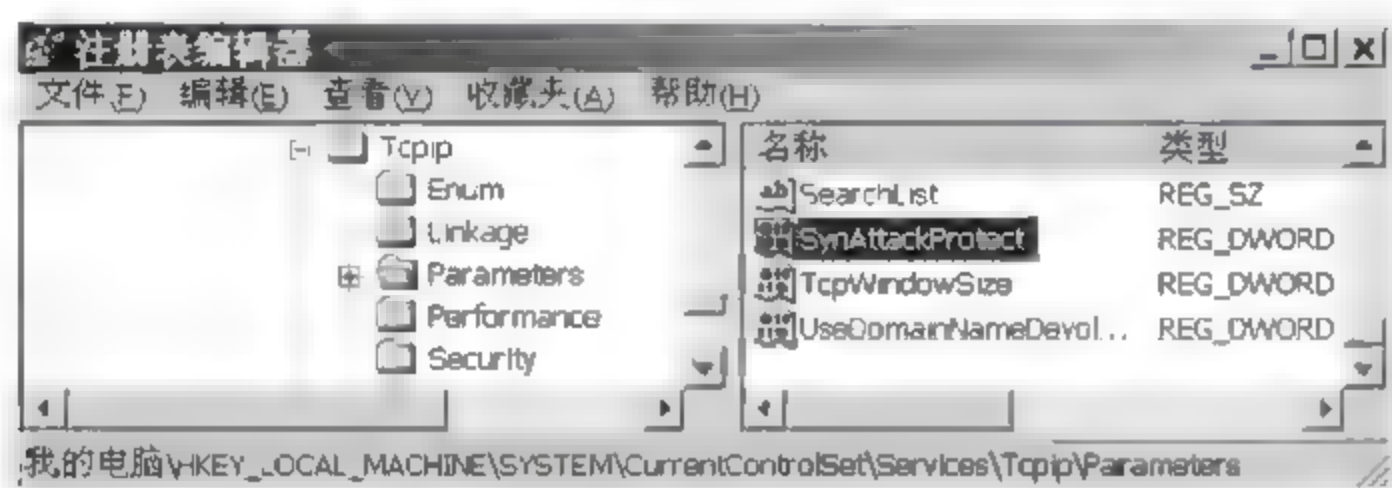 注册表编辑器
文件(F) 编辑(E) 查看(V) 收藏夹(A) 帮助(H)
Tcpip
Enum
Linkage
Parameters
Performance
Security
名称 类型
SearchList REG_SZ
SynAttackProtect REG_DWORD
TcpWindowSize REG_DWORD
UseDomainNameDevol... REG_DWORD
我的电脑\HKEY_LOCAL_MACHINE\SYSTEM\CurrentControlSet\Services\Tcpip\Parameters